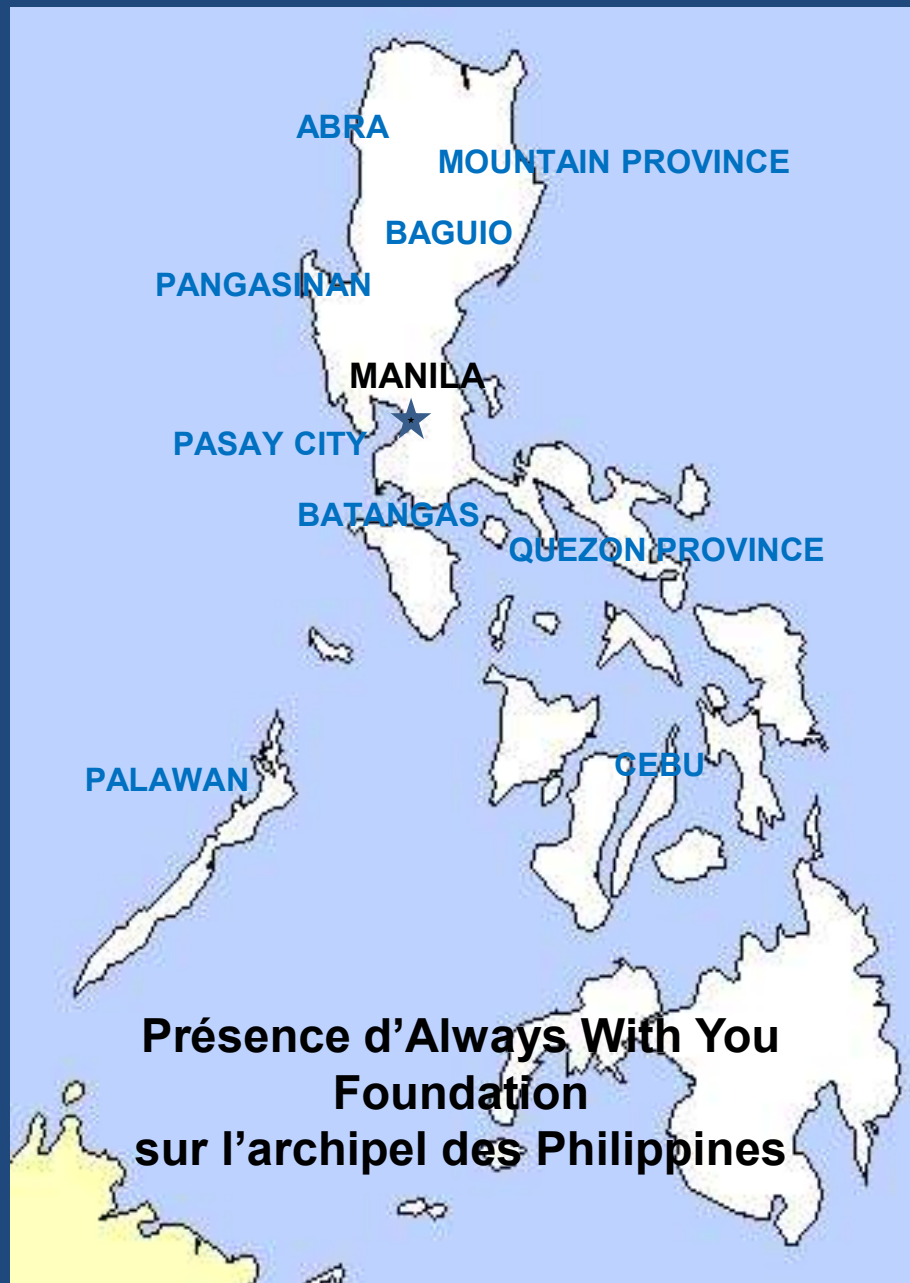 ABRA
MOUNTAIN PROVINCE
BAGUIO
PANGASINAN
MANILA
PASAY CITY
BATANGAS
QUEZON PROVINCE
CEBU
PALAWAN
Présence d’Always With You
Foundation
sur l’archipel des Philippines